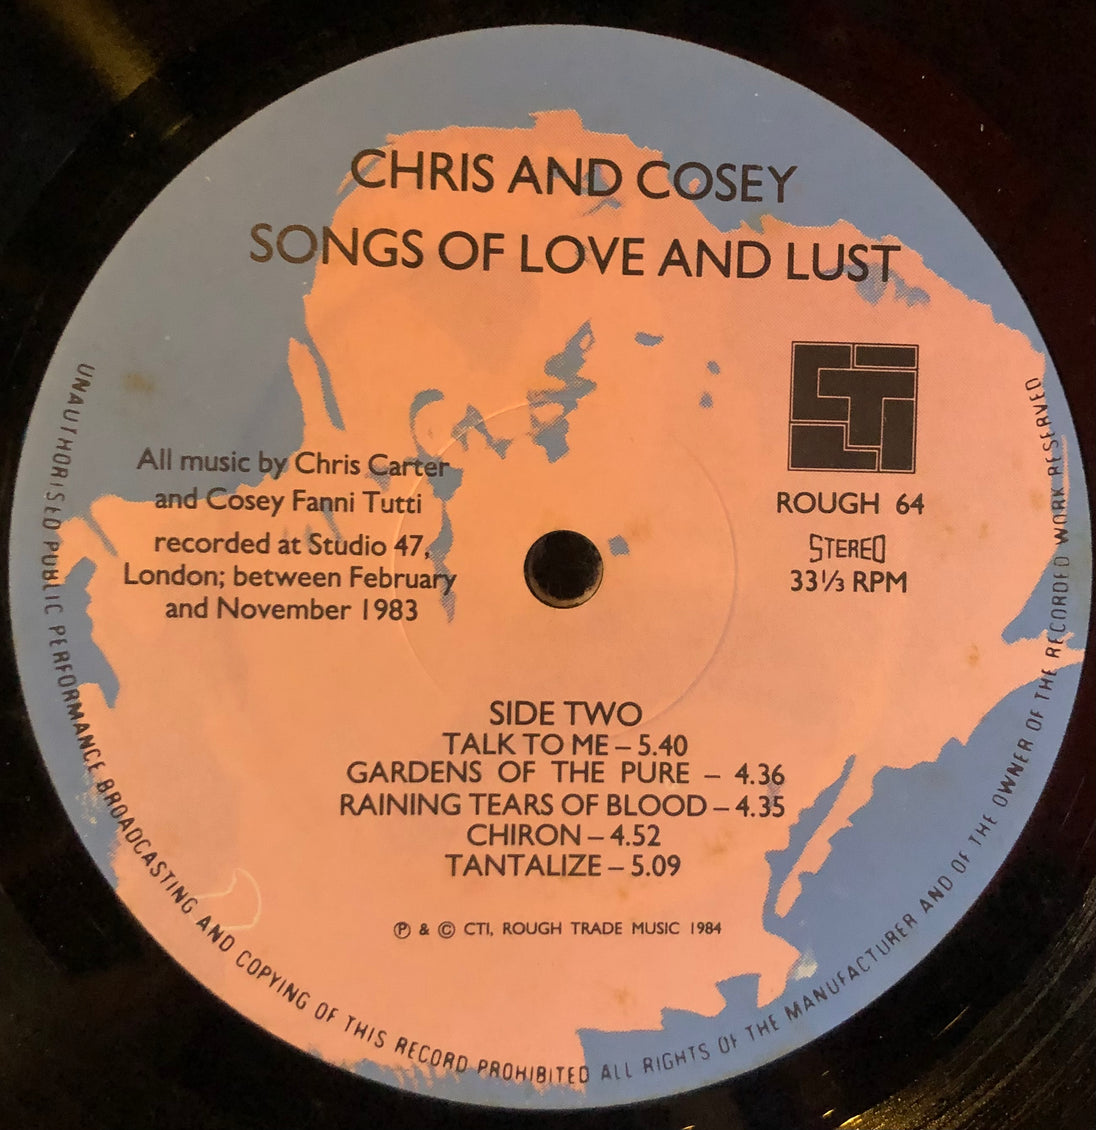 CHRIS AND COSEY
SONGS OF LOVE AND LUST
CTI
All music by Chris Carter
and Cosey Fanni Tutti
recorded at Studio 47,
London; between February
and November 1983
ROUGH 64
STEREO
33⅓ RPM
SIDE TWO
TALK TO ME – 5.40
GARDENS OF THE PURE – 4.36
RAINING TEARS OF BLOOD – 4.35
CHIRON – 4.52
TANTALIZE – 5.09
Ⓟ & © CTI, ROUGH TRADE MUSIC 1984
UNAUTHORISED PUBLIC PERFORMANCE BROADCASTING AND COPYING OF THIS RECORD PROHIBITED ALL RIGHTS OF THE MANUFACTURER AND OF THE OWNER OF THE RECORDED WORK RESERVED